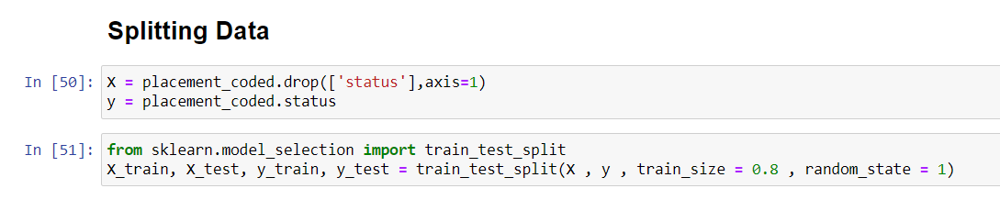 Splitting Data
In [50]: X = placement_coded.drop(['status'],axis=1)
y = placement_coded.status
In [51]: from sklearn.model_selection import train_test_split
X_train, X_test, y_train, y_test = train_test_split(X , y , train_size = 0.8 , random_state = 1)